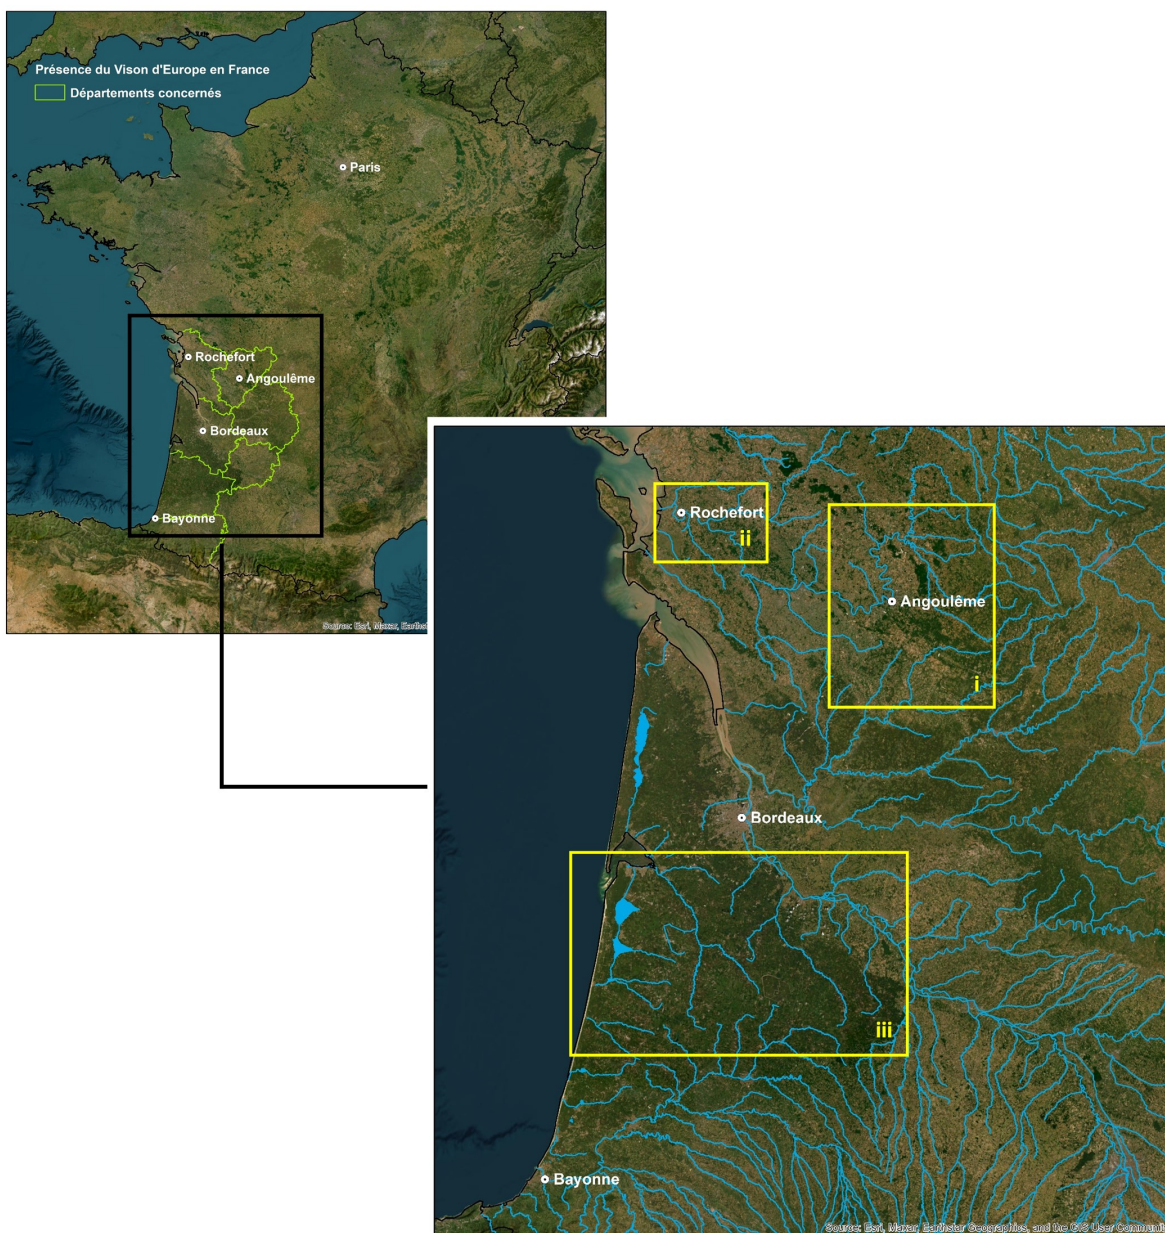 Présence du Vison d'Europe en France
Départements concernés
Paris
Rochefort
Angoulême
Bordeaux
Bayonne
Source: Esri, Maxar, Earthst
Rochefort
ii
Angoulême
i
Bordeaux
iii
Bayonne
Source: Esri, Maxar, Earthstar Geographics, and the GIS User Communit